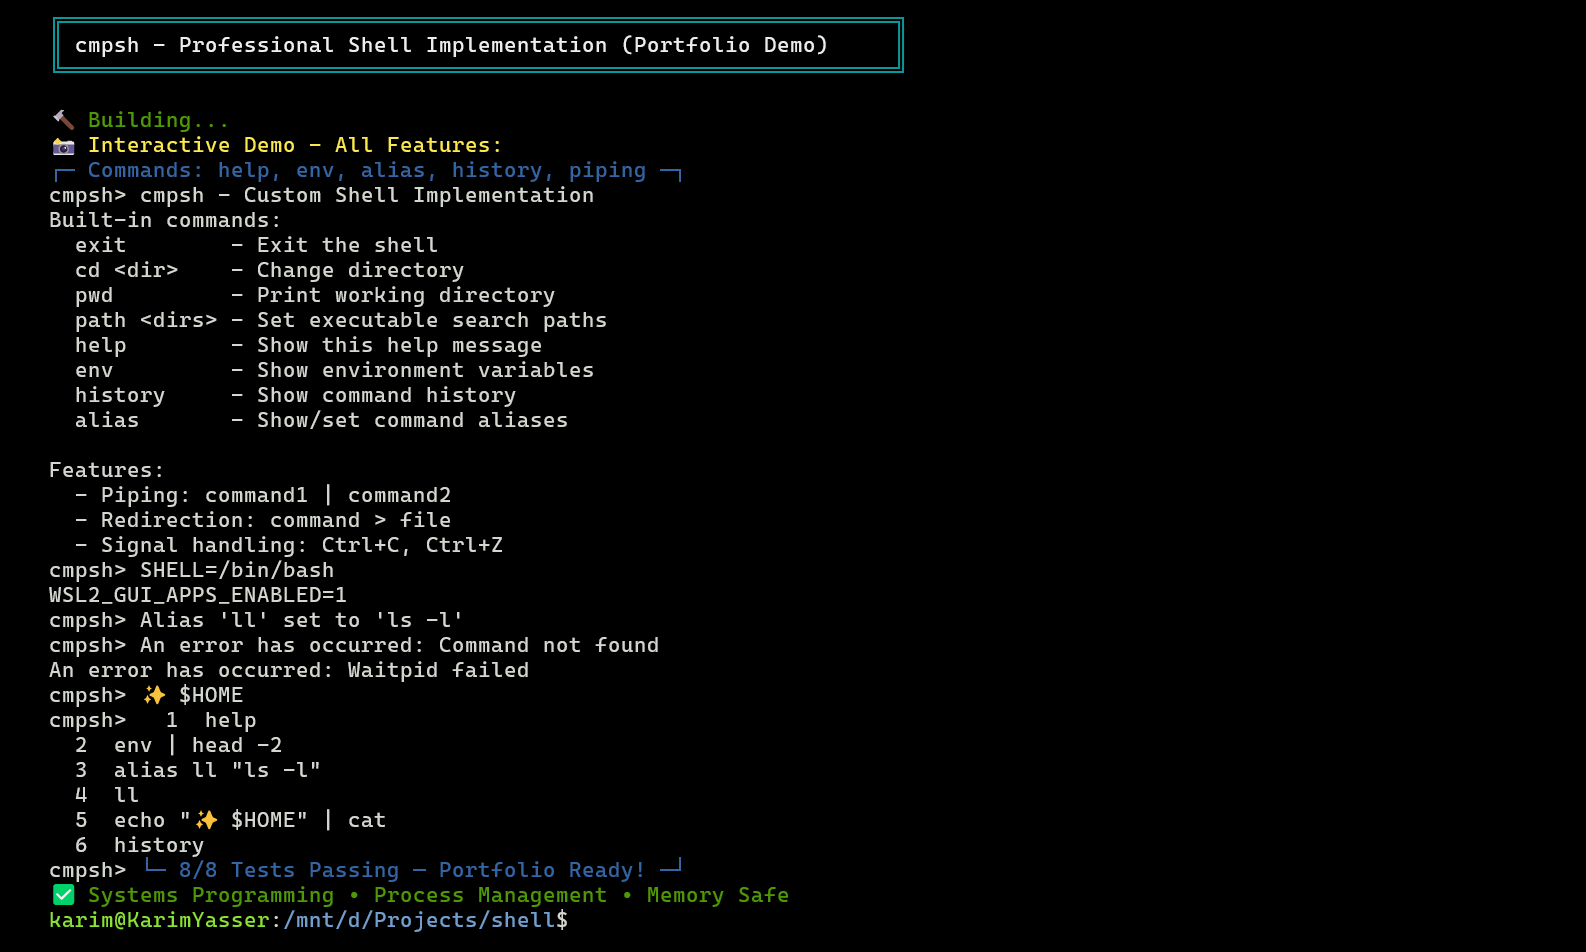 cmpsh - Professional Shell Implementation (Portfolio Demo)
🔨 Building...
📸 Interactive Demo - All Features:
┌─ Commands: help, env, alias, history, piping ─┐
cmpsh> cmpsh - Custom Shell Implementation
Built-in commands:
  exit        - Exit the shell
  cd <dir>    - Change directory
  pwd         - Print working directory
  path <dirs> - Set executable search paths
  help        - Show this help message
  env         - Show environment variables
  history     - Show command history
  alias       - Show/set command aliases

Features:
  - Piping: command1 | command2
  - Redirection: command > file
  - Signal handling: Ctrl+C, Ctrl+Z
cmpsh> SHELL=/bin/bash
WSL2_GUI_APPS_ENABLED=1
cmpsh> Alias 'll' set to 'ls -l'
cmpsh> An error has occurred: Command not found
An error has occurred: Waitpid failed
cmpsh> ✨ $HOME
cmpsh>   1  help
  2  env | head -2
  3  alias ll "ls -l"
  4  ll
  5  echo "✨ $HOME" | cat
  6  history
cmpsh> └─ 8/8 Tests Passing — Portfolio Ready! ─┘
✅ Systems Programming • Process Management • Memory Safe
karim@KarimYasser:/mnt/d/Projects/shell$